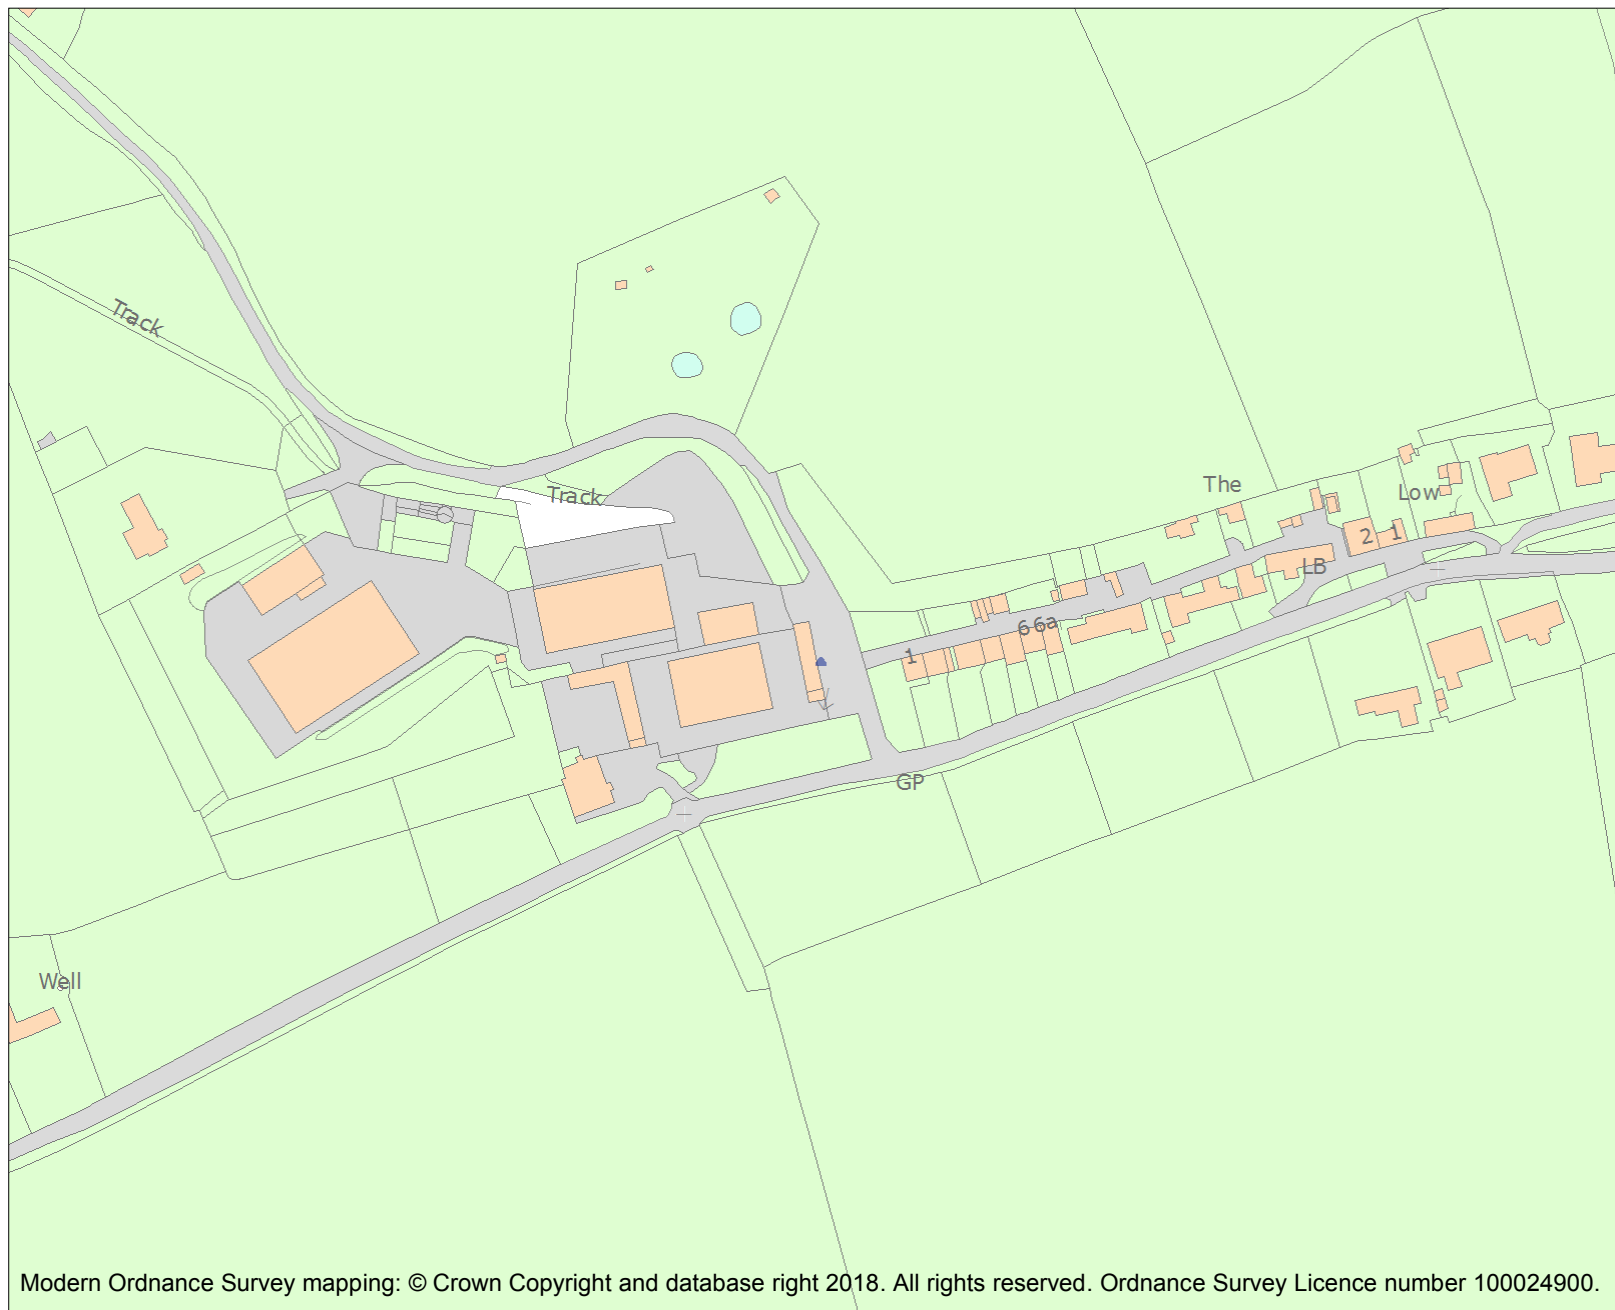 Track
Track
The
Low
2 1
LB
6 6a
1
GP
Well
Modern Ordnance Survey mapping: © Crown Copyright and database right 2018. All rights reserved. Ordnance Survey Licence number 100024900.